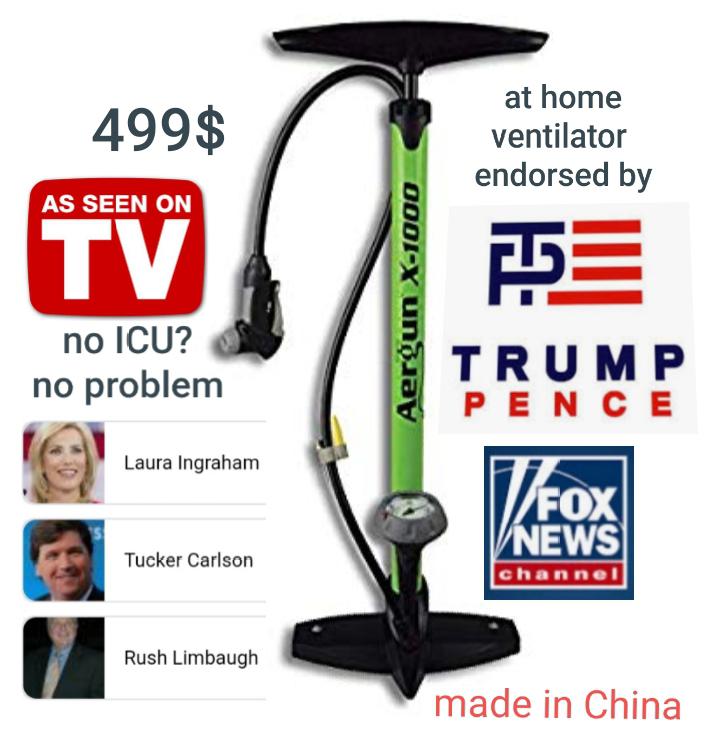 499$
AS SEEN ON
TV
no ICU?
no problem
Laura Ingraham
Tucker Carlson
Rush Limbaugh
Aergun X-1000
at home
ventilator
endorsed by
TP
TRUMP
PENCE
FOX
NEWS
channel
made in China